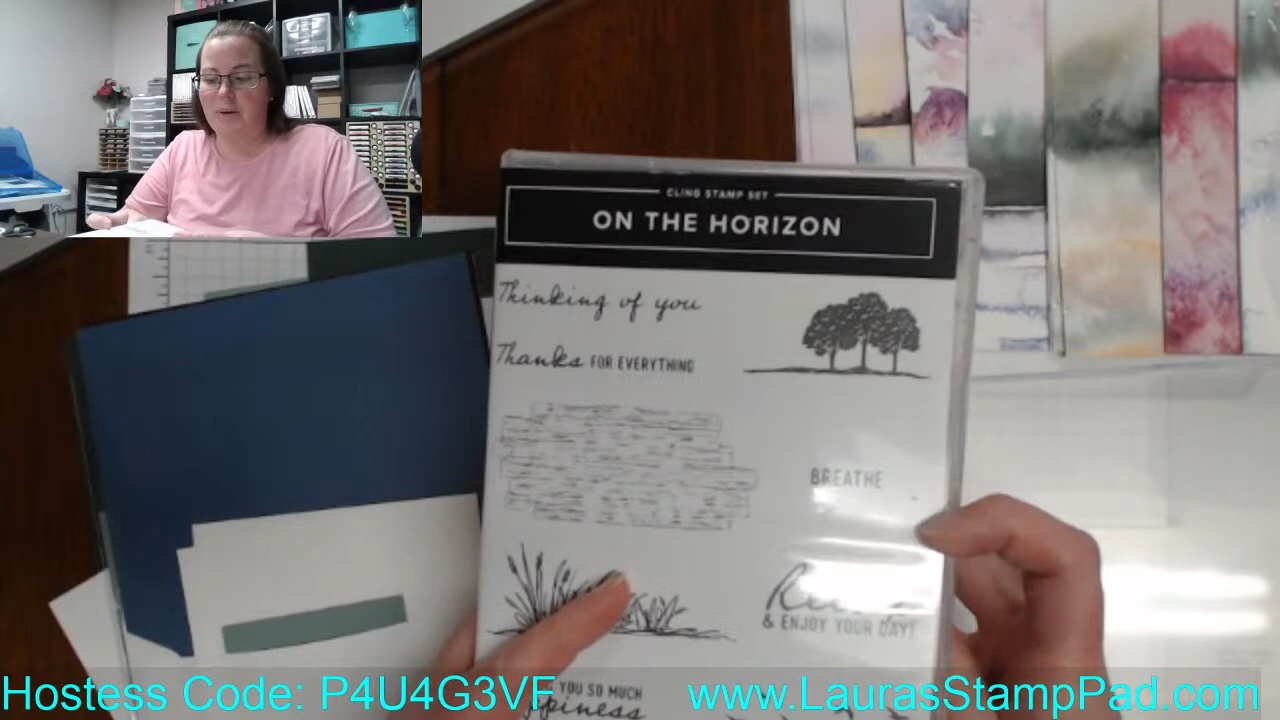 CLING STAMP SET
ON THE HORIZON
Thinking of you
Thanks FOR EVERYTHING
BREATHE
& ENJOY YOUR DAY!
YOU SO MUCH
Hostess Code: P4U4G3VF
www.LaurasStampPad.com